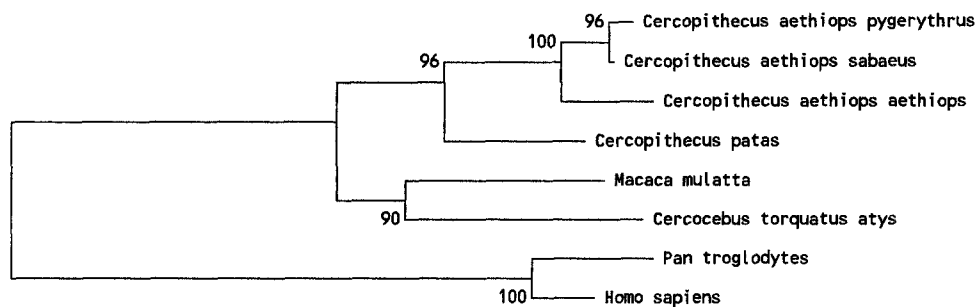 96 Cercopithecus aethiops pygerythrus
100
96 Cercopithecus aethiops sabaeus
Cercopithecus aethiops aethiops
Cercopithecus patas
Macaca mulatta
90 Cercocebus torquatus atys
Pan troglodytes
100 Homo sapiens